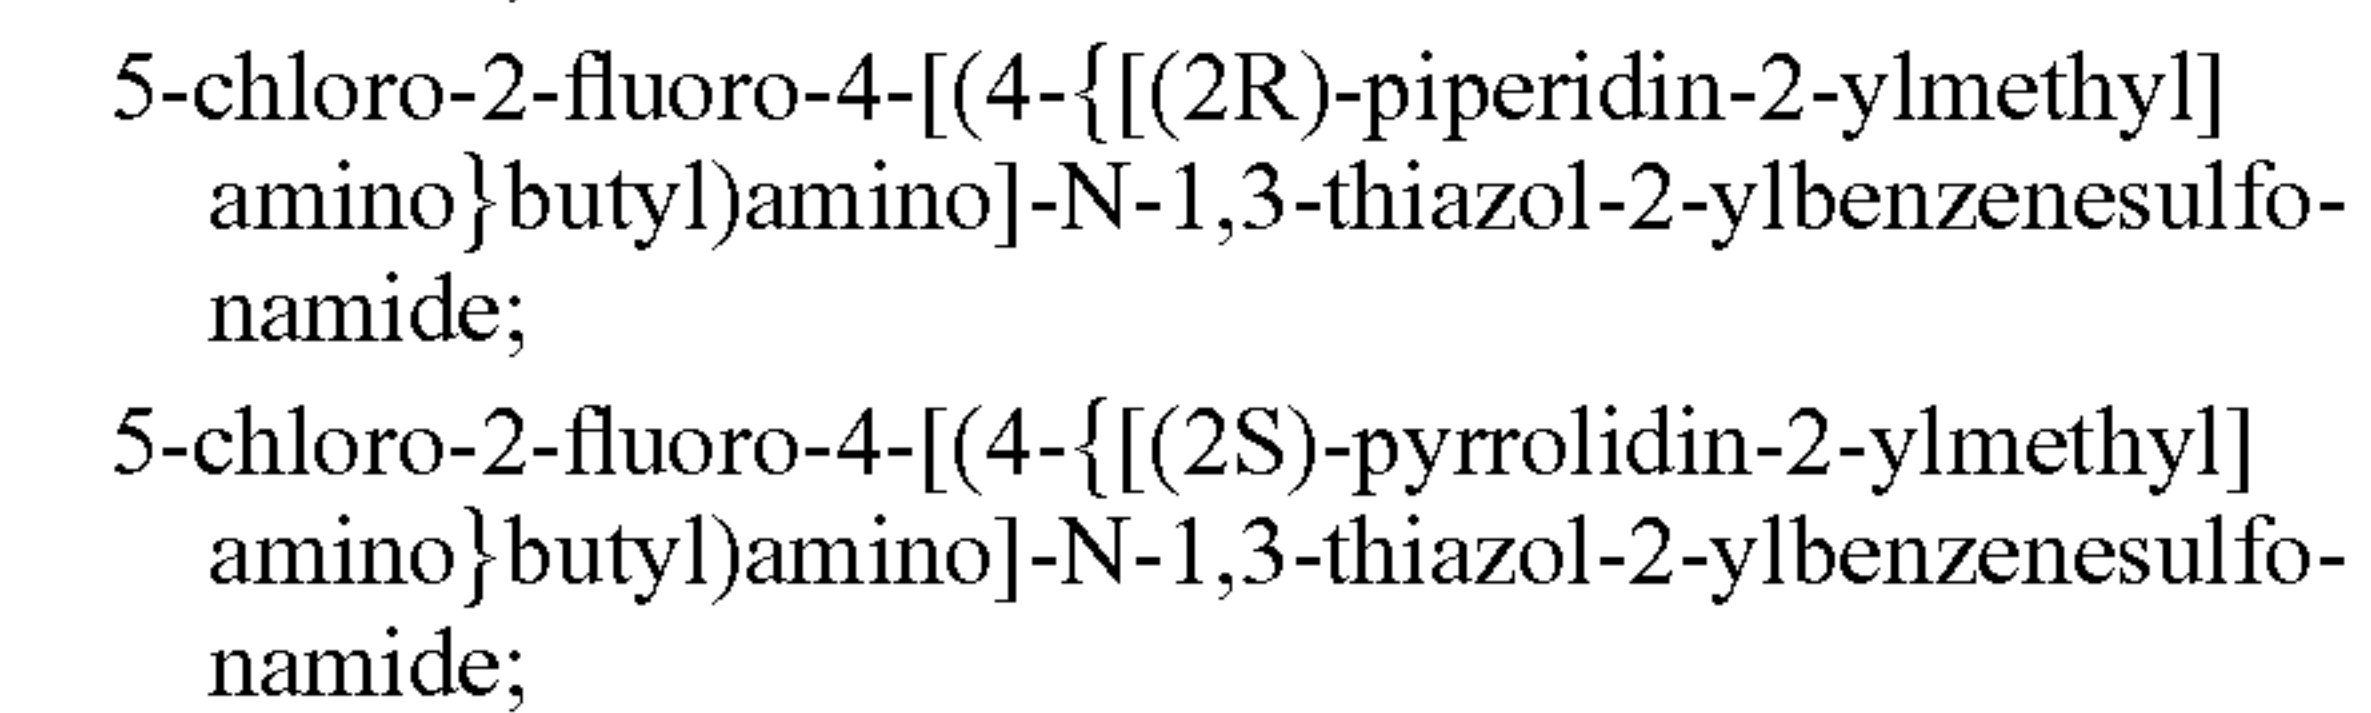 5-chloro-2-fluoro-4-[(4-{[(2R)-piperidin-2-ylmethyl]
amino}butyl)amino]-N-1,3-thiazol-2-ylbenzenesulfo-
namide;
5-chloro-2-fluoro-4-[(4-{[(2S)-pyrrolidin-2-ylmethyl]
amino}butyl)amino]-N-1,3-thiazol-2-ylbenzenesulfo-
namide;